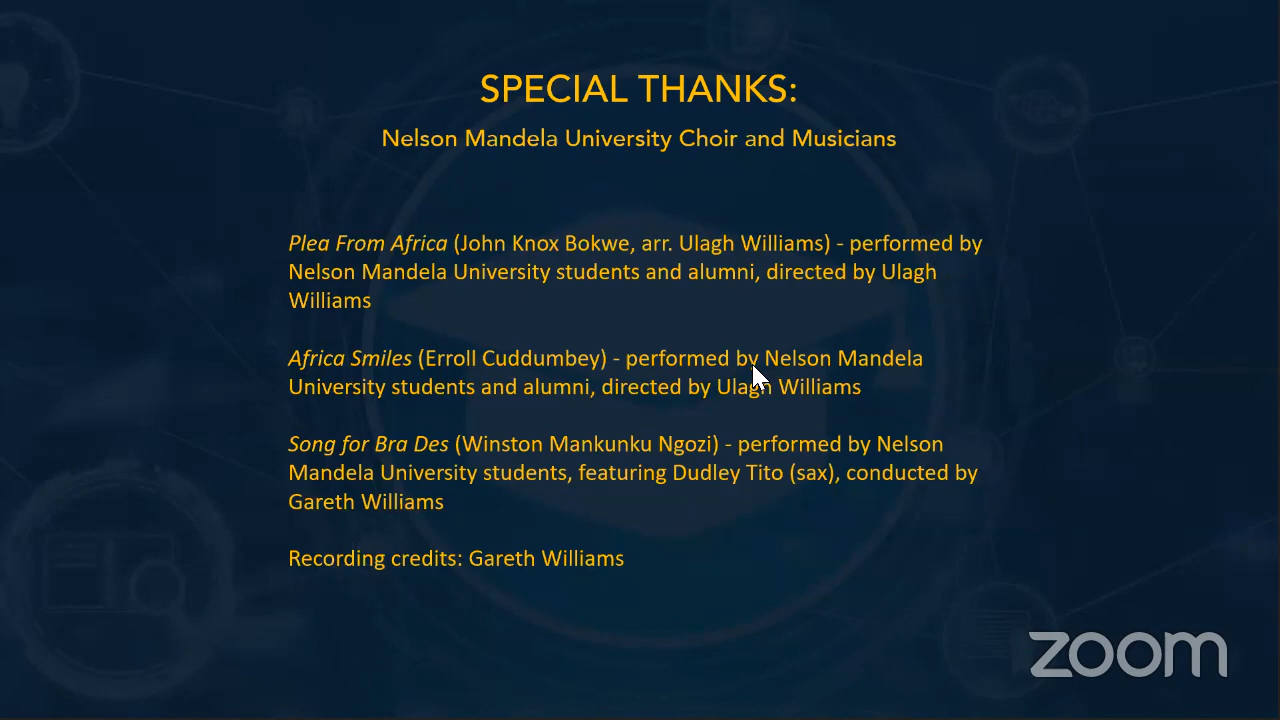 SPECIAL THANKS:
Nelson Mandela University Choir and Musicians
Plea From Africa (John Knox Bokwe, arr. Ulagh Williams) - performed by
Nelson Mandela University students and alumni, directed by Ulagh
Williams
Africa Smiles (Erroll Cuddumbey) - performed by Nelson Mandela
University students and alumni, directed by Ulagh Williams
Song for Bra Des (Winston Mankunku Ngozi) - performed by Nelson
Mandela University students, featuring Dudley Tito (sax), conducted by
Gareth Williams
Recording credits: Gareth Williams
zoom